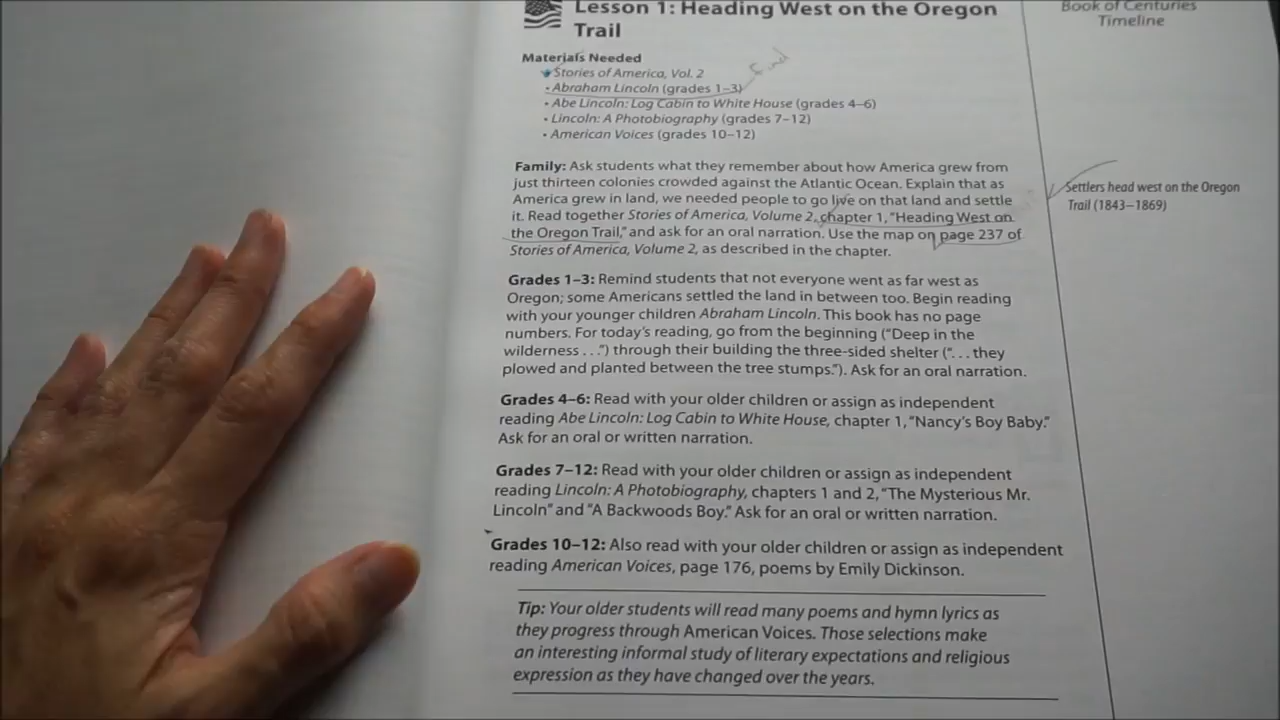 Lesson 1: Heading West on the Oregon
Trail
Materials Needed
Stories of America, Vol. 2
• Abraham Lincoln (grades 1–3)
• Abe Lincoln: Log Cabin to White House (grades 4–6)
• Lincoln: A Photobiography (grades 7–12)
• American Voices (grades 10–12)
Family: Ask students what they remember about how America grew from
just thirteen colonies crowded against the Atlantic Ocean. Explain that as
America grew in land, we needed people to go live on that land and settle
it. Read together Stories of America, Volume 2, chapter 1, "Heading West on
the Oregon Trail," and ask for an oral narration. Use the map on page 237 of
Stories of America, Volume 2, as described in the chapter.
Grades 1–3: Remind students that not everyone went as far west as
Oregon; some Americans settled the land in between too. Begin reading
with your younger children Abraham Lincoln. This book has no page
numbers. For today's reading, go from the beginning ("Deep in the
wilderness . . .") through their building the three-sided shelter (". . . they
plowed and planted between the tree stumps."). Ask for an oral narration.
Grades 4–6: Read with your older children or assign as independent
reading Abe Lincoln: Log Cabin to White House, chapter 1, "Nancy's Boy Baby."
Ask for an oral or written narration.
Grades 7–12: Read with your older children or assign as independent
reading Lincoln: A Photobiography, chapters 1 and 2, "The Mysterious Mr.
Lincoln" and "A Backwoods Boy." Ask for an oral or written narration.
Grades 10–12: Also read with your older children or assign as independent
reading American Voices, page 176, poems by Emily Dickinson.
Tip: Your older students will read many poems and hymn lyrics as
they progress through American Voices. Those selections make
an interesting informal study of literary expectations and religious
expression as they have changed over the years.
Book of Centuries
Timeline
Settlers head west on the Oregon
Trail (1843–1869)